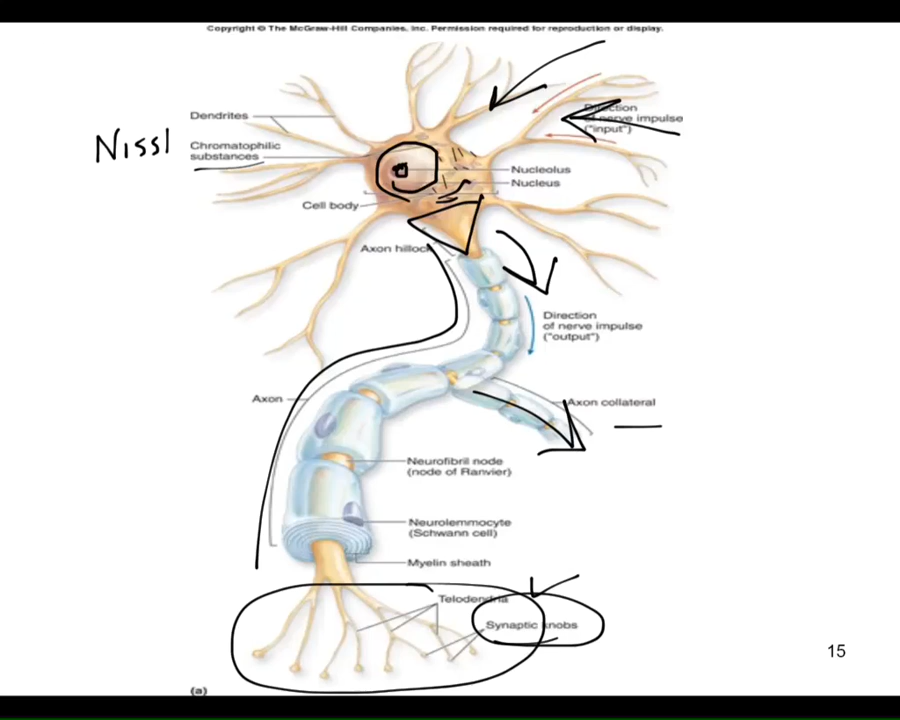 Copyright © The McGraw-Hill Companies, Inc. Permission required for reproduction or display.
Dendrites
Direction
of nerve impulse
("input")
Nissl
Chromatophilic
substances
Nucleolus
Nucleus
Cell body
Axon hillock
Direction
of nerve impulse
("output")
Axon
Axon collateral
Neurofibril node
(node of Ranvier)
Neurolemmocyte
(Schwann cell)
Myelin sheath
Telodendria
Synaptic knobs
15
(a)